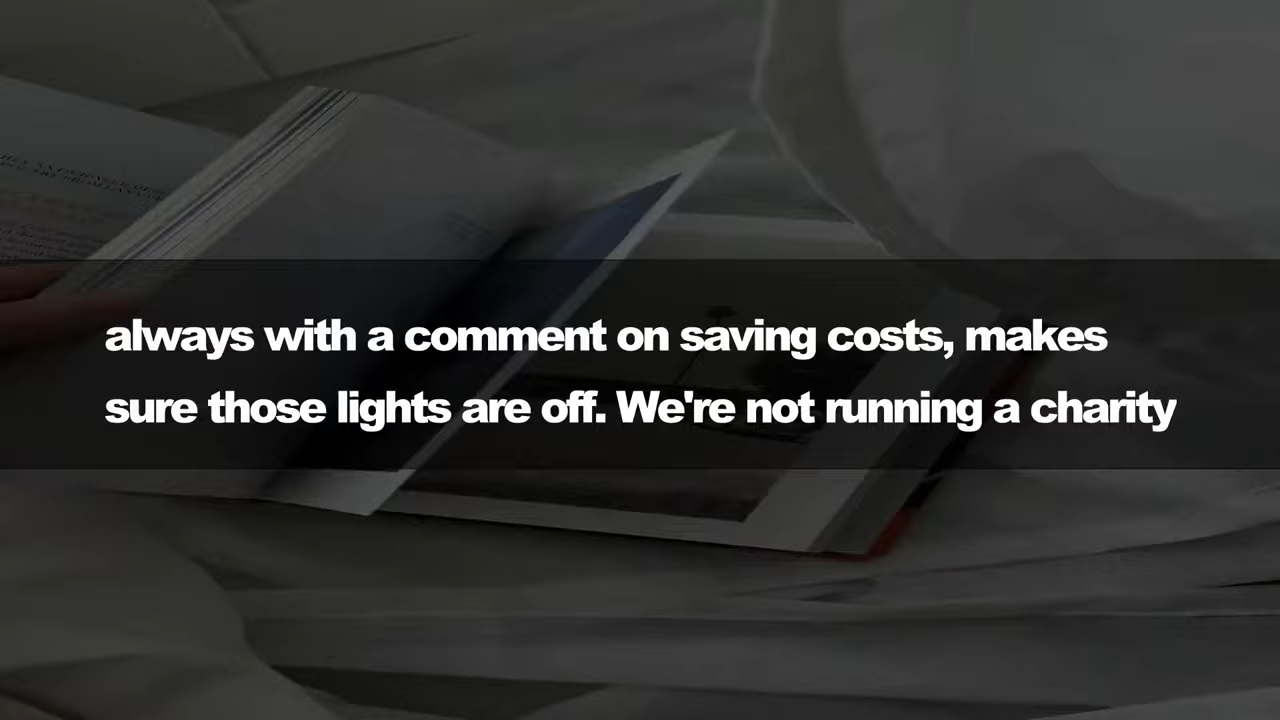 always with a comment on saving costs, makes
sure those lights are off. We're not running a charity